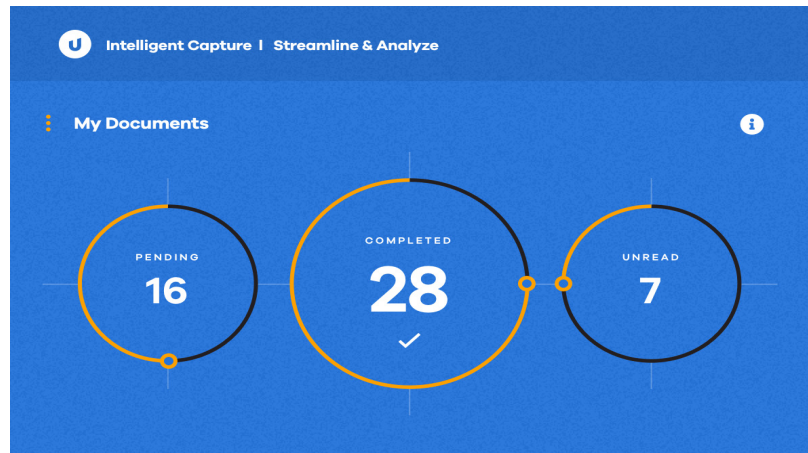 U
Intelligent Capture | Streamline & Analyze
My Documents
i
PENDING
16
COMPLETED
28
UNREAD
7